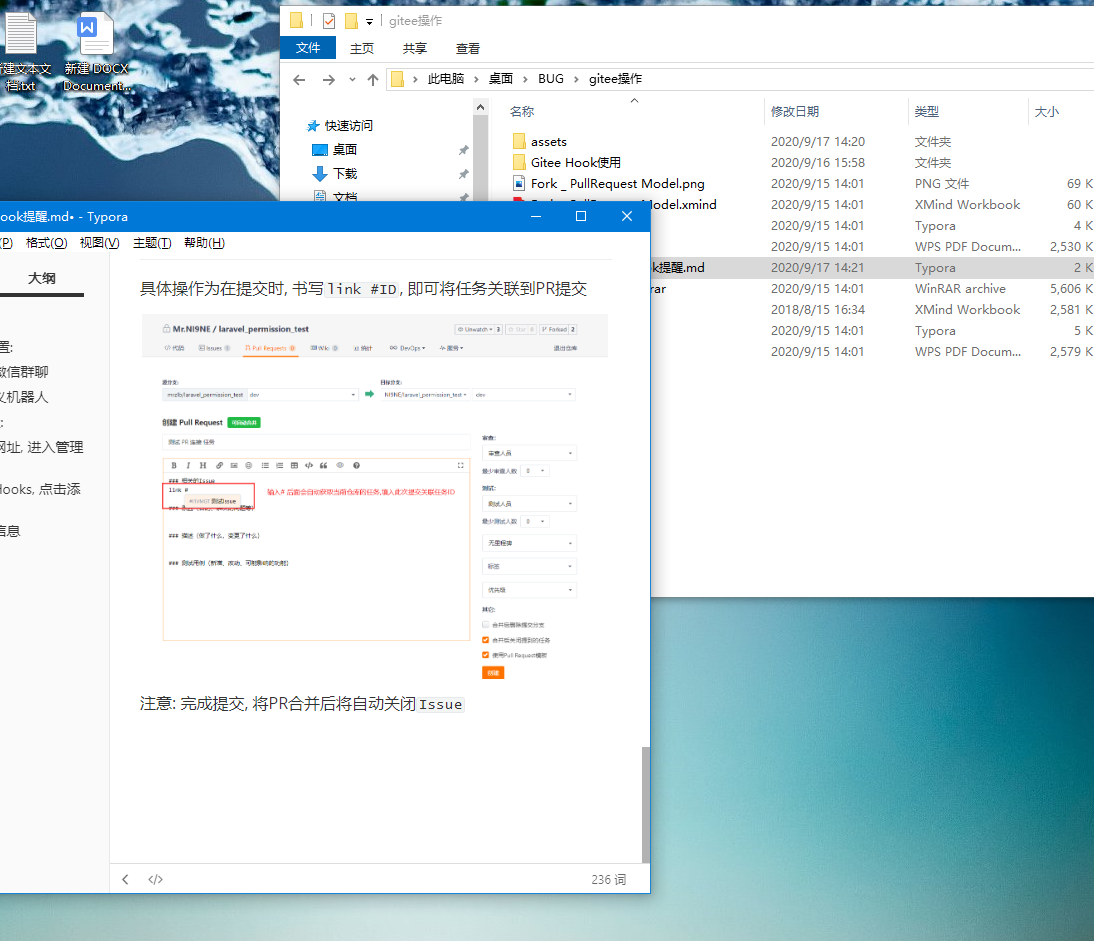 新建 DOCX
Document...
档.txt
gitee操作
文件
主页
共享
查看
此电脑 › 桌面 › BUG › gitee操作
名称
修改日期
类型
大小
快速访问
桌面
下载
文档
assets 2020/9/17 14:20 文件夹
Gitee Hook使用 2020/9/16 15:58 文件夹
Fork _ PullRequest Model.png 2020/9/15 14:01 PNG 文件 69 K
Model.xmind 2020/9/15 14:01 XMind Workbook 60 K
2020/9/15 14:01 Typora 4 K
2020/9/15 14:01 WPS PDF Docum... 2,530 K
k提醒.md 2020/9/17 14:21 Typora 2 K
rar 2020/9/15 14:01 WinRAR archive 5,606 K
2018/8/15 16:34 XMind Workbook 2,581 K
2020/9/15 14:01 Typora 5 K
2020/9/15 14:01 WPS PDF Docum... 2,579 K
ook提醒.md• - Typora
(P) 格式(O) 视图(V) 主题(T) 帮助(H)
大纲
置:
微信群聊
义机器人
:
网址, 进入管理
Hooks, 点击添
信息
具体操作为在提交时, 书写 link #ID, 即可将任务关联到PR提交
Mr.NI9NE / laravel_permission_test
Unwatch 3
Star 0
Forked 2
代码
Issues
Pull Requests
Wiki
统计
DevOps
服务
退出仓库
源分支:
目标分支:
mrzlb/laravel_permission_test
dev
NI9NE/laravel_permission_test
dev
创建 Pull Request
可自动合并
测试 PR 连接 任务
### 相关的Issue
link #
测试Issue
输入# 后面会自动获取当前仓库的任务,填入此次提交关联任务ID
### 描述（做了什么，变更了什么）
### 测试用例（新增、改动、可能影响的功能）
审查:
审查人员
最少审查人数 0
测试:
测试人员
最少测试人数 0
无里程碑
标签
优先级
其它:
合并后删除提交分支
合并后关闭提到的任务
使用Pull Request模板
创建
注意: 完成提交, 将PR合并后将自动关闭 Issue
236 词